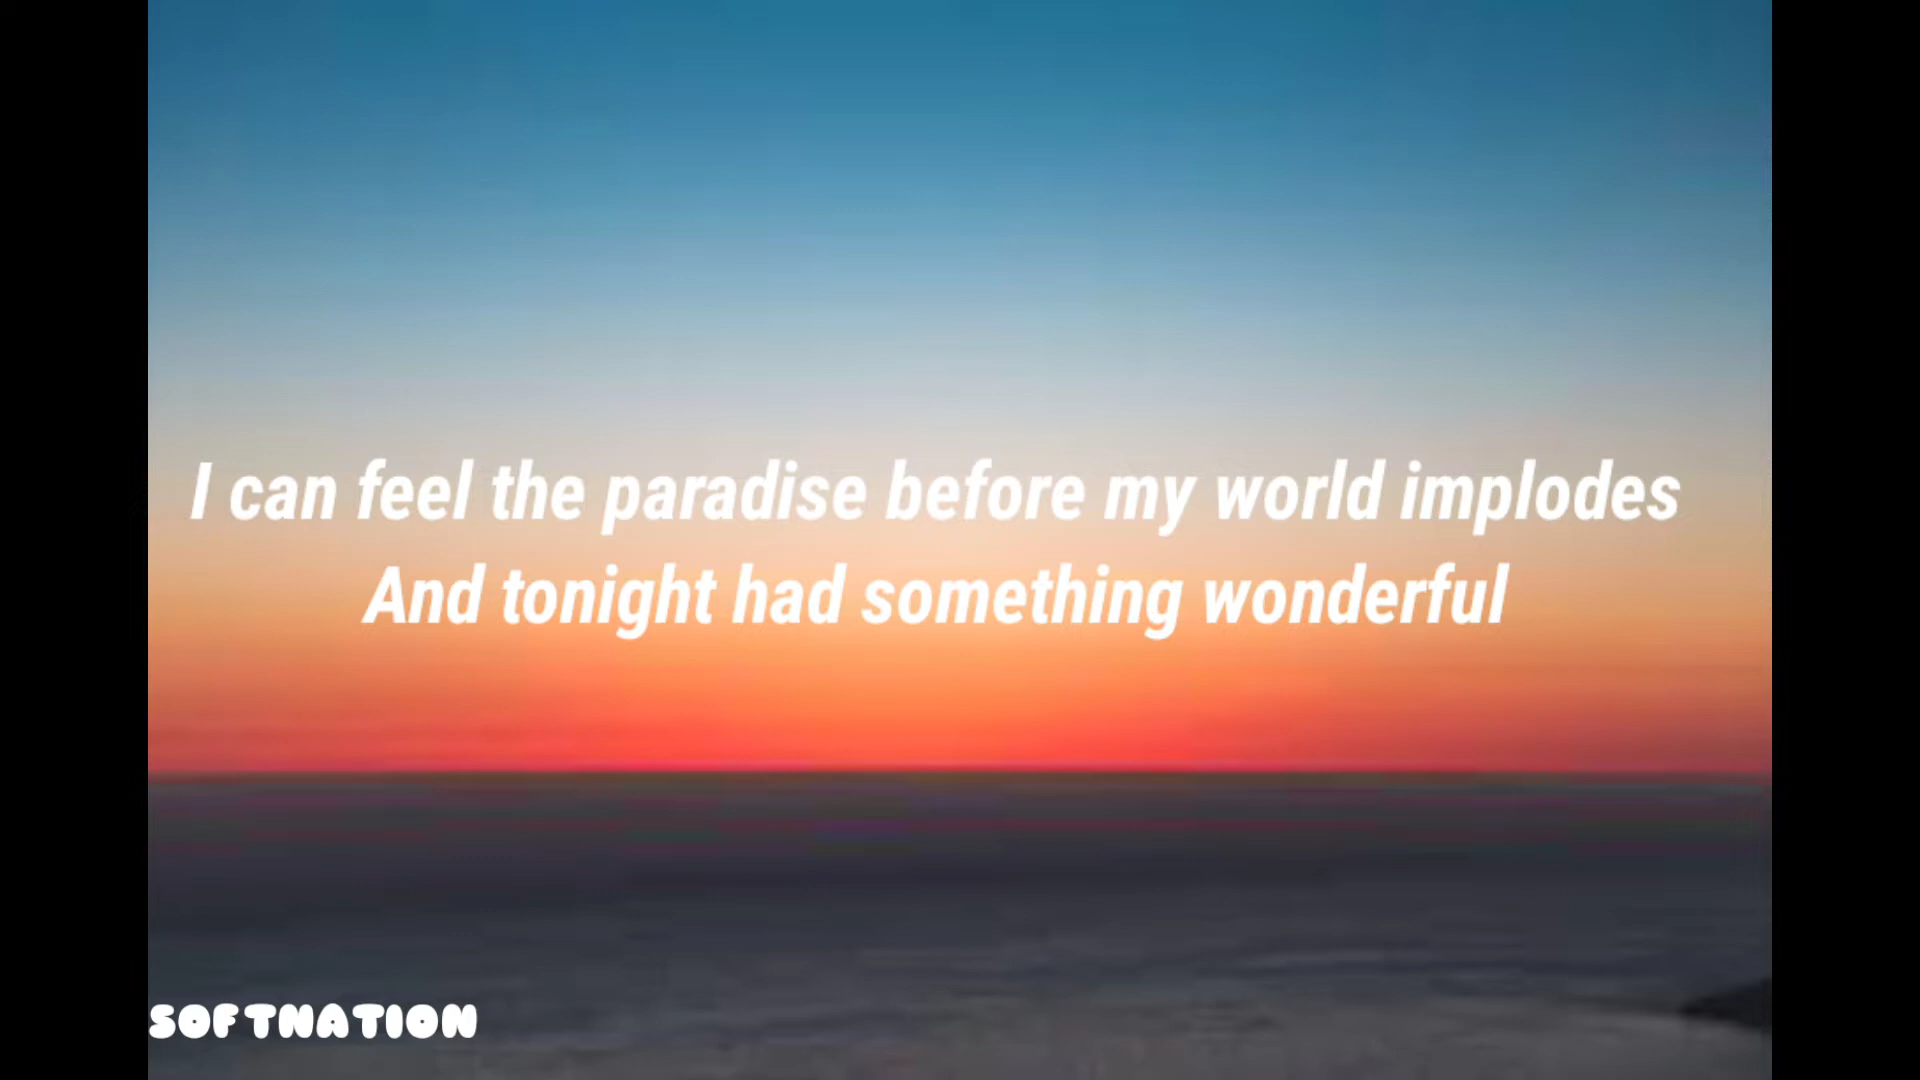 I can feel the paradise before my world implodes
And tonight had something wonderful
SOFTNATION